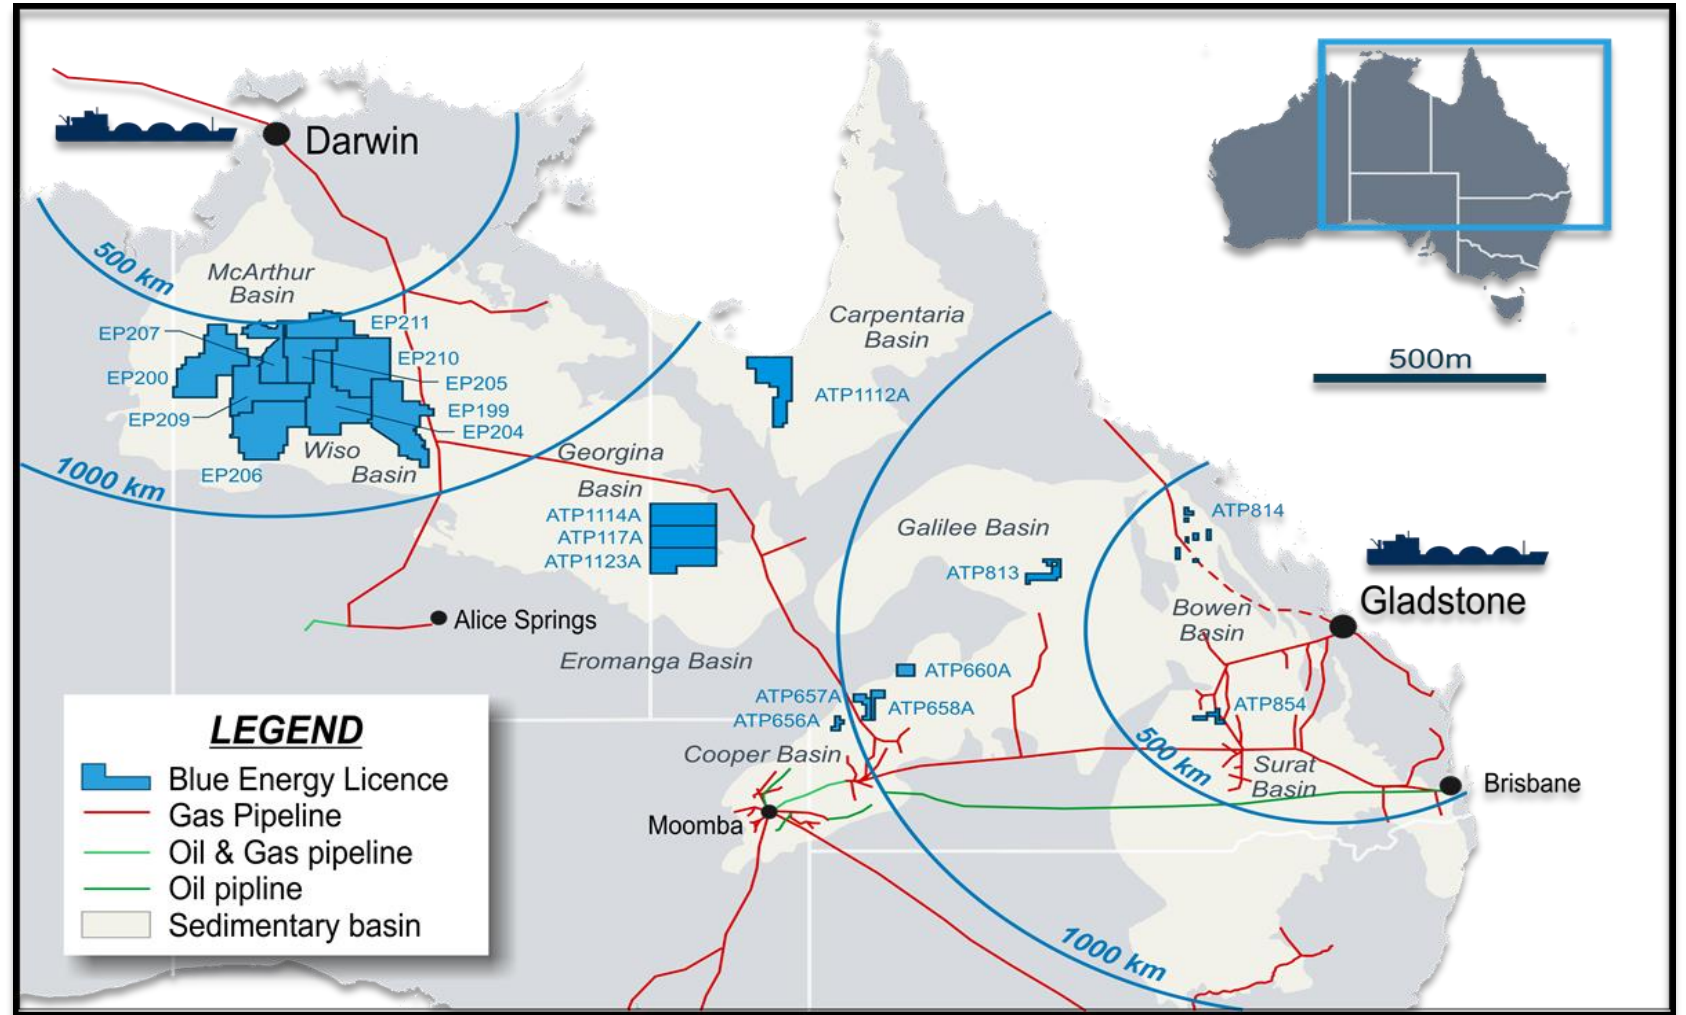 Darwin
500 km
McArthur
Basin
EP207
EP211
EP210
EP200
EP205
EP209
EP199
EP204
Wiso
Basin
EP206
1000 km
Carpentaria
Basin
ATP1112A
500m
Georgina
Basin
ATP1114A
ATP117A
ATP1123A
Galilee Basin
ATP813
ATP814
Gladstone
Bowen
Basin
Alice Springs
Eromanga Basin
ATP660A
ATP657A
ATP658A
ATP656A
ATP854
Cooper Basin
500 km
Surat
Basin
Brisbane
Moomba
1000 km
LEGEND
Blue Energy Licence
Gas Pipeline
Oil & Gas pipeline
Oil pipline
Sedimentary basin